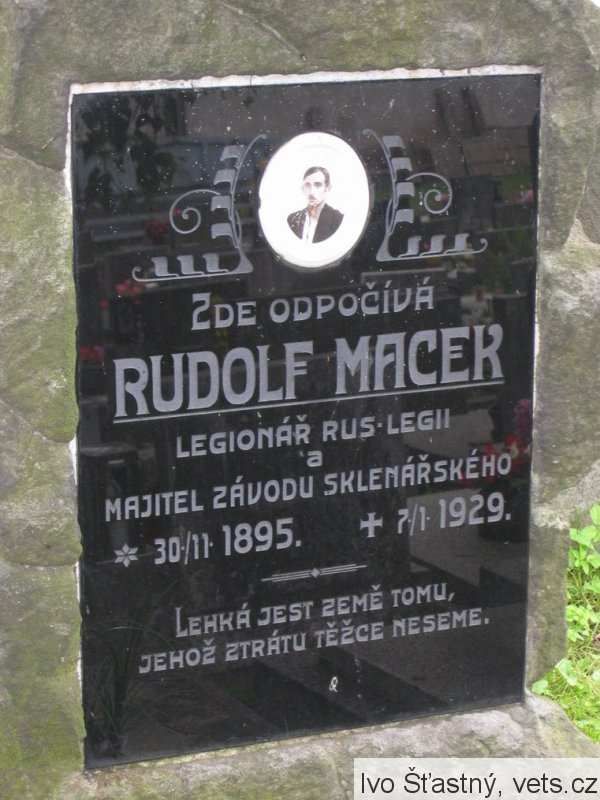 Zde odpočívá
RUDOLF MACEK
LEGIONÁŘ RUS-LEGII
a
MAJITEL ZÁVODU SKLENÁŘSKÉHO
30/11 1895. 7/1 1929.
Lehká jest země tomu,
jehož ztrátu těžce neseme.
Ivo Šťastný, vets.cz